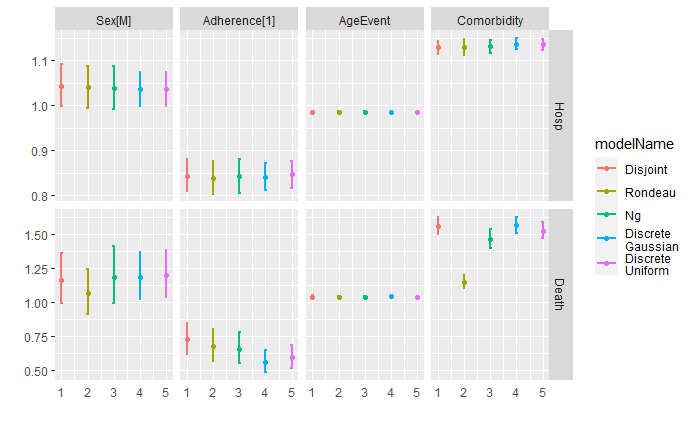 Sex[M] Adherence[1] AgeEvent Comorbidity
1.1
1.0
0.9
0.8
Hosp
1.50
1.25
1.00
0.75
0.50
Death
1 2 3 4 5 1 2 3 4 5 1 2 3 4 5 1 2 3 4 5
modelName
Disjoint
Rondeau
Ng
Discrete
Gaussian
Discrete
Uniform